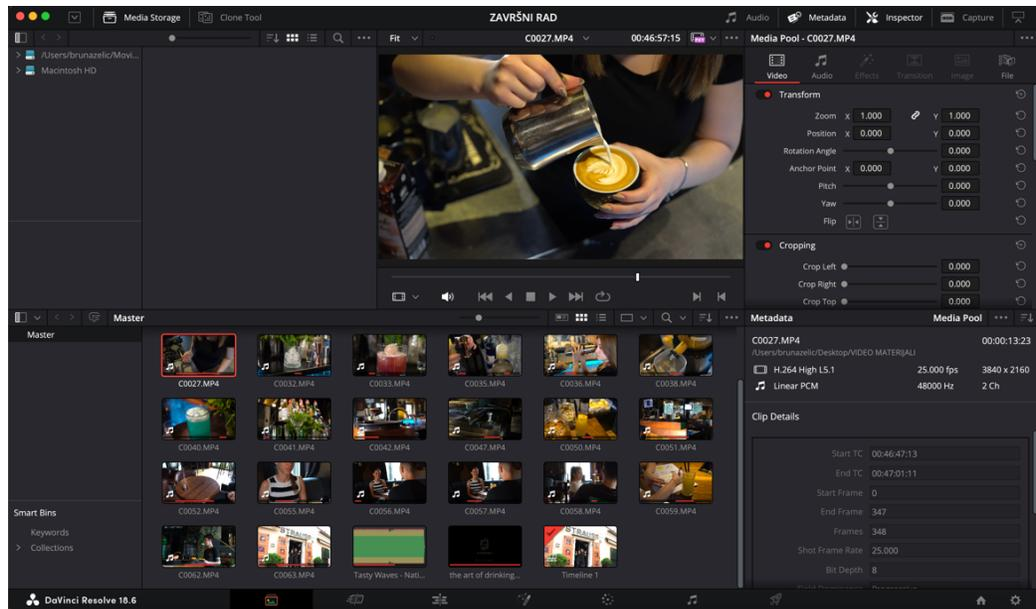 Media Storage Clone Tool ZAVRŠNI RAD Audio Metadata Inspector Capture
Fit C0027.MP4 00:46:57:15 Media Pool - C0027.MP4
/Users/brunazelic/Movi...
Macintosh HD
Video Audio Effects Transition Image File
Transform
Zoom X 1.000 Y 1.000
Position X 0.000 Y 0.000
Rotation Angle 0.000
Anchor Point X 0.000 Y 0.000
Pitch 0.000
Yaw 0.000
Flip
Cropping
Crop Left 0.000
Crop Right 0.000
Crop Top 0.000
Master
Master
C0027.MP4 C0032.MP4 C0033.MP4 C0035.MP4 C0036.MP4 C0038.MP4
C0040.MP4 C0041.MP4 C0042.MP4 C0047.MP4 C0050.MP4 C0051.MP4
C0052.MP4 C0055.MP4 C0056.MP4 C0057.MP4 C0058.MP4 C0059.MP4
C0062.MP4 C0063.MP4 Tasty Waves - Nati... the art of drinking... Timeline 1
Smart Bins
Keywords
Collections
Metadata Media Pool
C0027.MP4 00:00:13:23
/Users/brunazelic/Desktop/VIDEO MATERIJALI
H.264 High L5.1 25.000 fps 3840 x 2160
Linear PCM 48000 Hz 2 Ch
Clip Details
Start TC 00:46:47:13
End TC 00:47:01:11
Start Frame 0
End Frame 347
Frames 348
Shot Frame Rate 25.000
Bit Depth 8
DaVinci Resolve 18.6